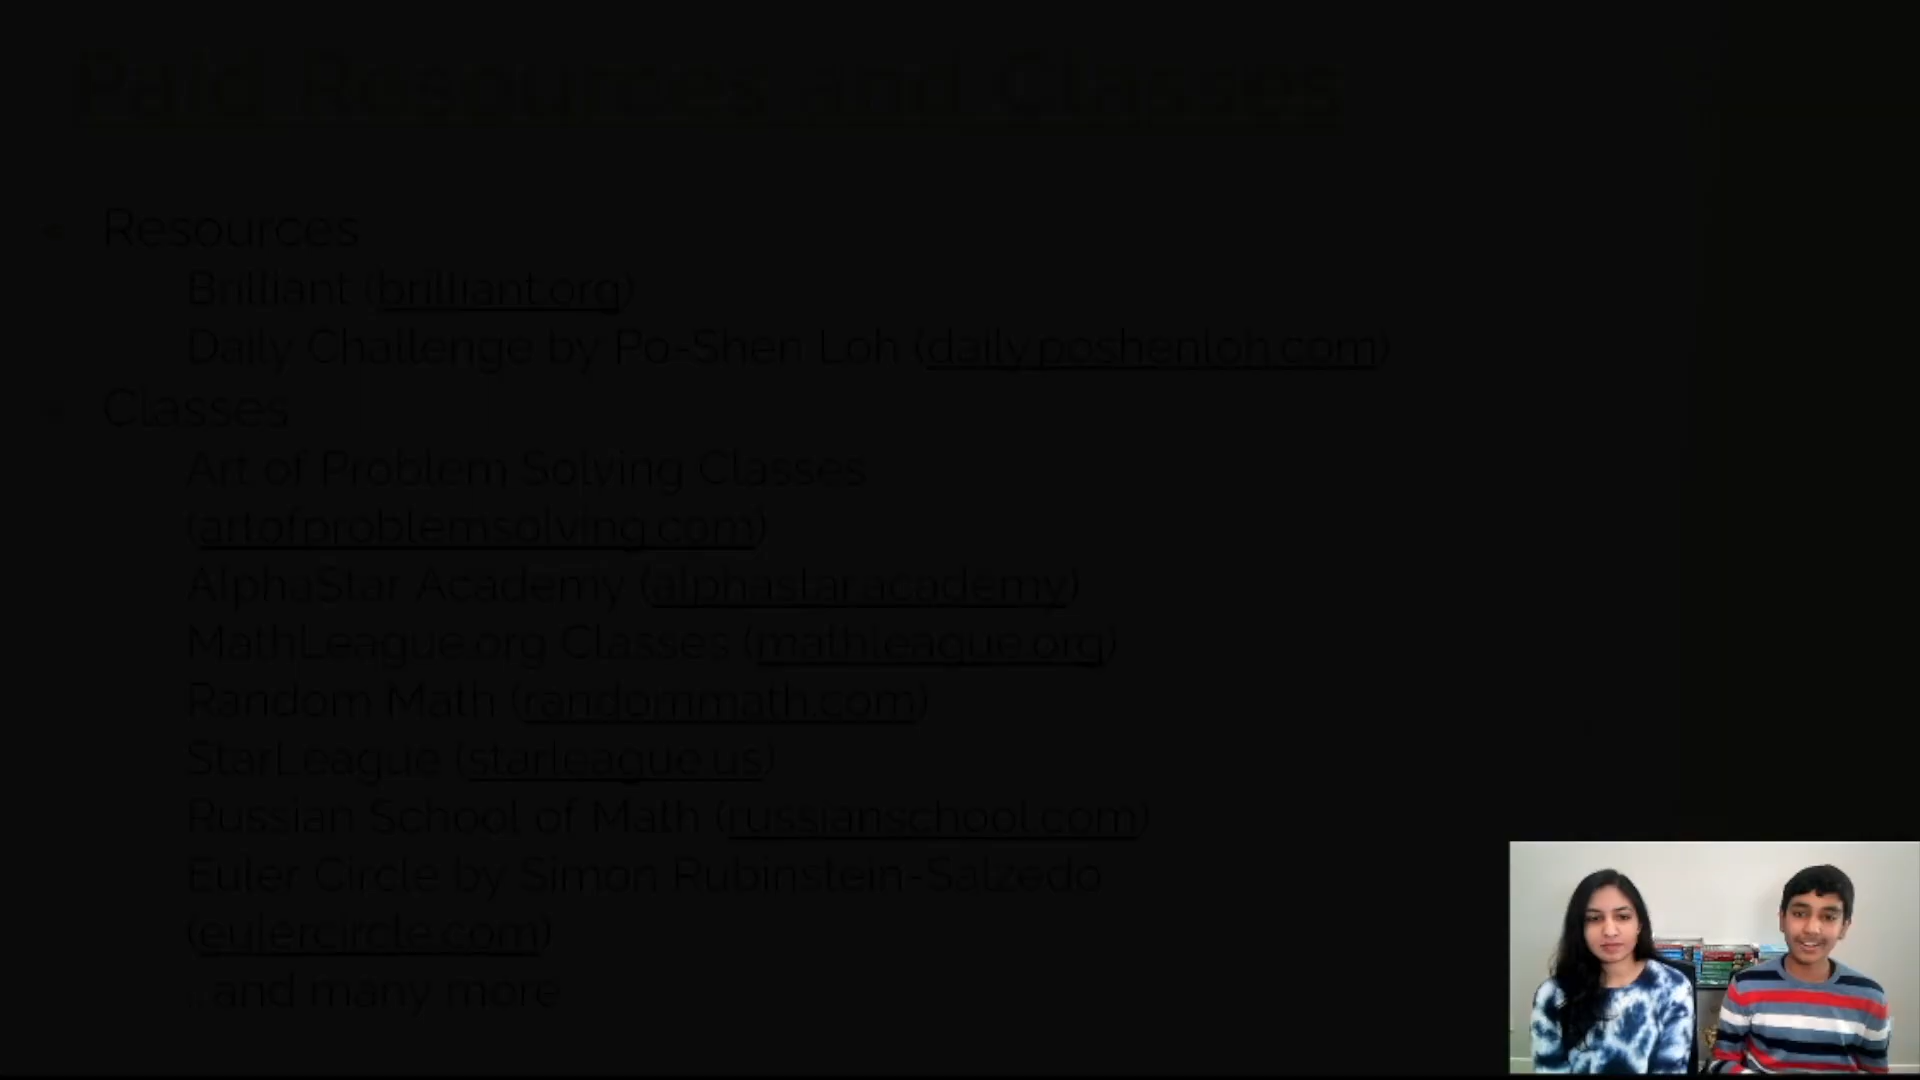 Paid Resources and Classes
Resources
Brilliant (brilliant.org)
Daily Challenge by Po-Shen Loh (daily.poshenloh.com)
Classes
Art of Problem Solving Classes
(artofproblemsolving.com)
AlphaStar Academy (alphastar.academy)
MathLeague.org Classes (mathleague.org)
Random Math (randommath.com)
StarLeague (starleague.us)
Russian School of Math (russianschool.com)
Euler Circle by Simon Rubinstein-Salzedo
(eulercircle.com)
...and many more